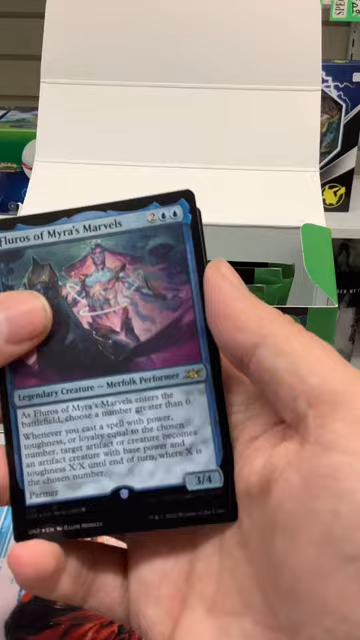 Fluros of Myra's Marvels 2
Legendary Creature — Merfolk Performer
As Fluros of Myra's Marvels enters the
battlefield, choose a number greater than 0
Whenever you cast a spell with power,
toughness, or loyalty equal to the chosen
number, target artifact or creature becomes
an artifact creature with base power and
toughness X/X until end of turn, where X is
the chosen number.
Partner
3/4